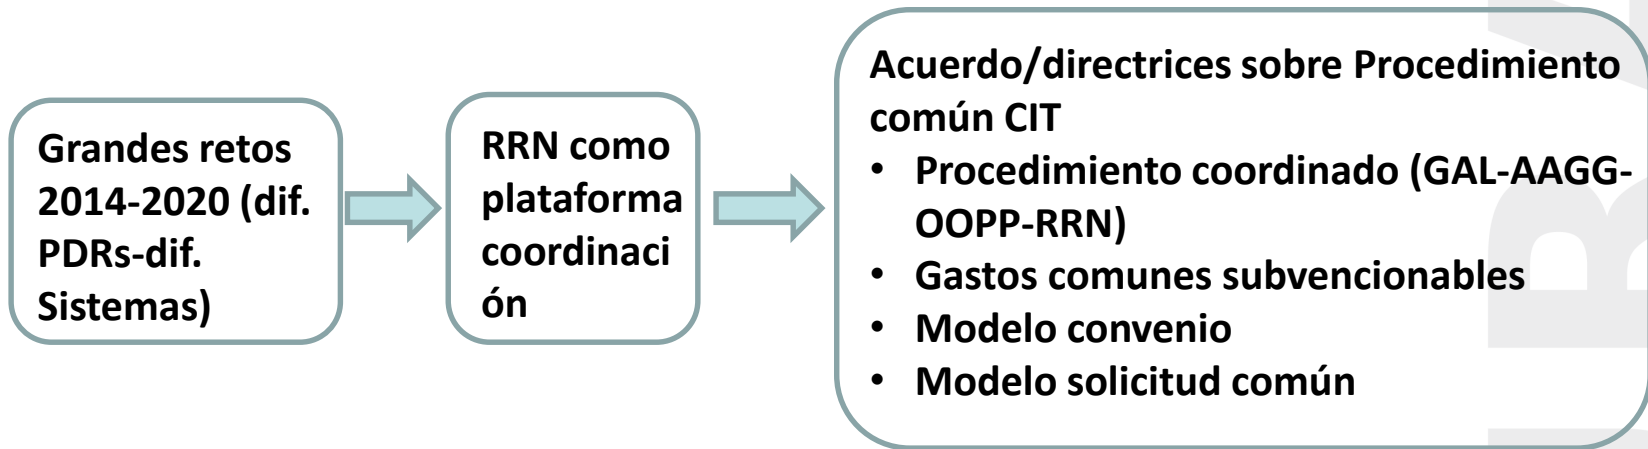 Grandes retos
2014-2020 (dif.
PDRs-dif.
Sistemas)
RRN como
plataforma
coordinaci
ón
Acuerdo/directrices sobre Procedimiento
común CIT
• Procedimiento coordinado (GAL-AAGG-
OOPP-RRN)
• Gastos comunes subvencionables
• Modelo convenio
• Modelo solicitud común